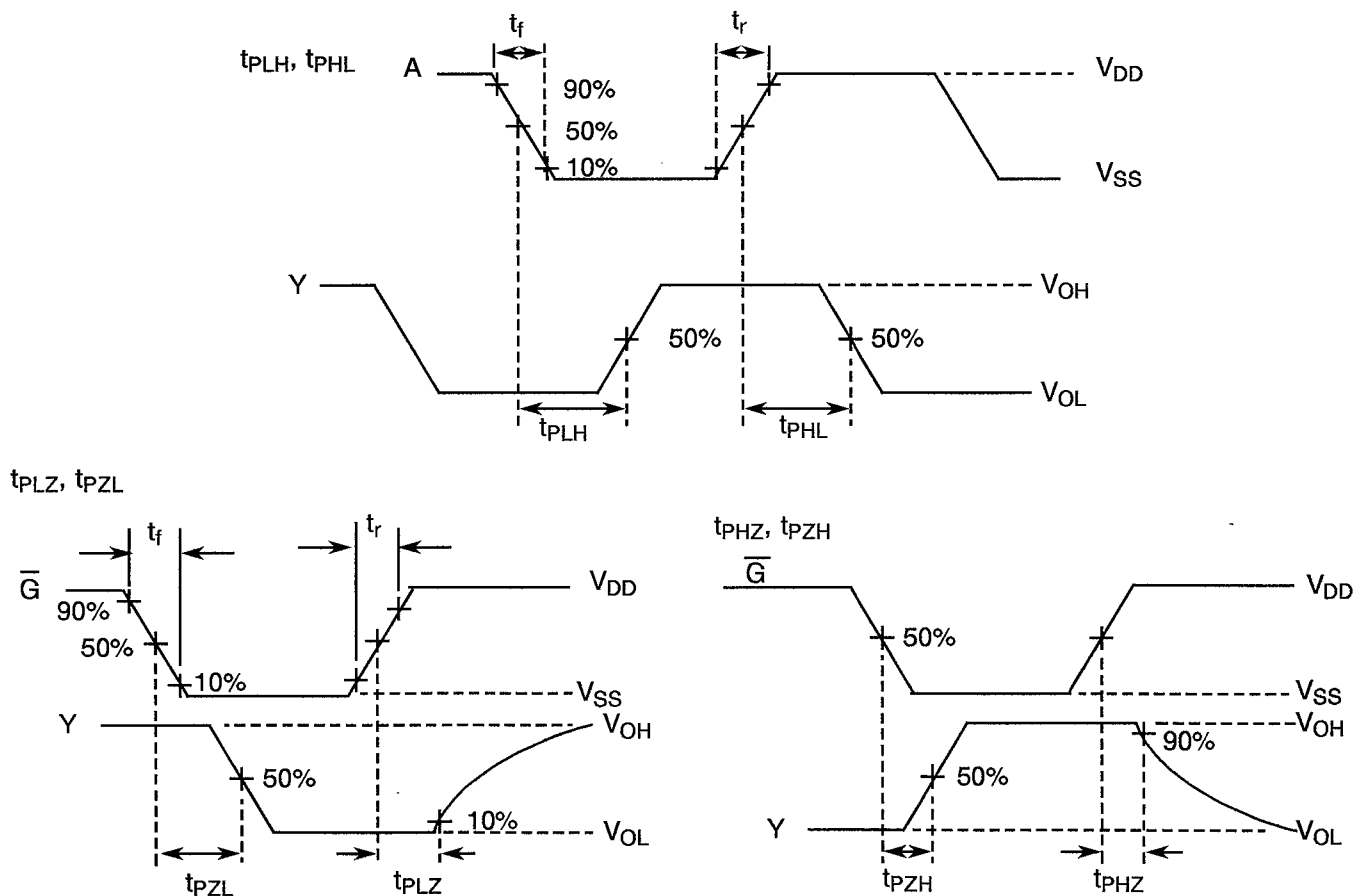 tPLH, tPHL
tf
tr
A
90%
50%
10%
VDD
VSS
Y
50%
50%
VOH
VOL
tPLH
tPHL
tPLZ, tPZL
tf
tr
G̅
90%
50%
10%
VDD
VSS
Y
50%
10%
VOH
VOL
tPZL
tPLZ
tPHZ, tPZH
G̅
50%
VDD
VSS
VOH
90%
50%
Y
VOL
tPZH
tPHZ